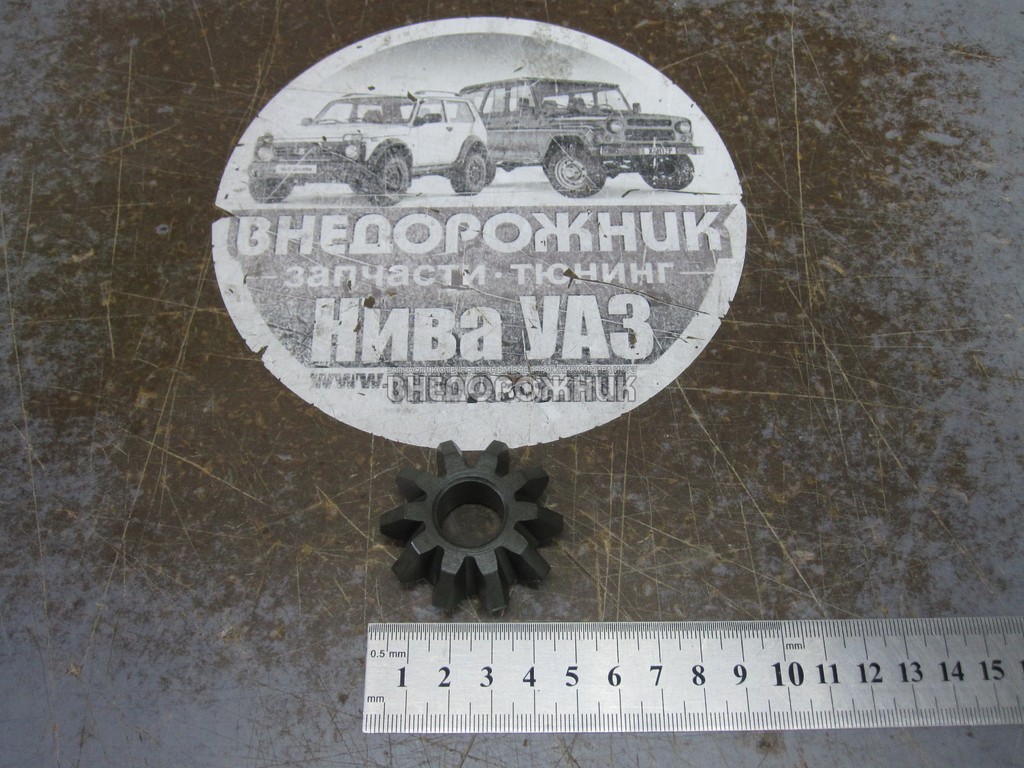 ВНЕДОРОЖНИК
запчасти · тюнинг
Нива УАЗ
www.
ВНЕДОРОЖНИК
0.5 mm
mm
1 2 3 4 5 6 7 8 9 10 11 12 13 14 15
mm